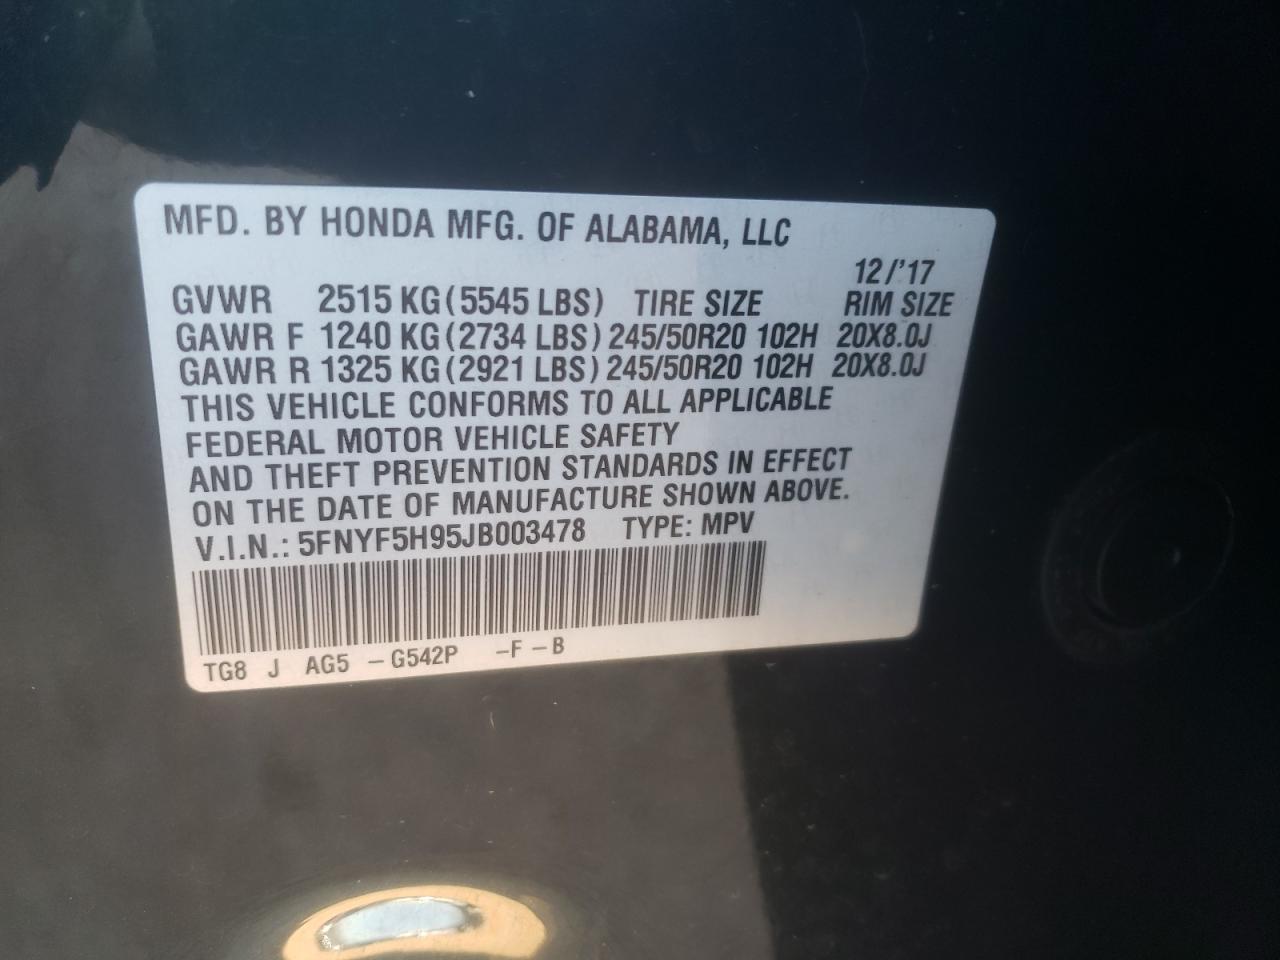 MFD. BY HONDA MFG. OF ALABAMA, LLC
12/'17
GVWR 2515 KG (5545 LBS) TIRE SIZE RIM SIZE
GAWR F 1240 KG (2734 LBS) 245/50R20 102H 20X8.0J
GAWR R 1325 KG (2921 LBS) 245/50R20 102H 20X8.0J
THIS VEHICLE CONFORMS TO ALL APPLICABLE
FEDERAL MOTOR VEHICLE SAFETY
AND THEFT PREVENTION STANDARDS IN EFFECT
ON THE DATE OF MANUFACTURE SHOWN ABOVE.
V.I.N.: 5FNYF5H95JB003478 TYPE: MPV
TG8 J AG5 -G542P -F-B